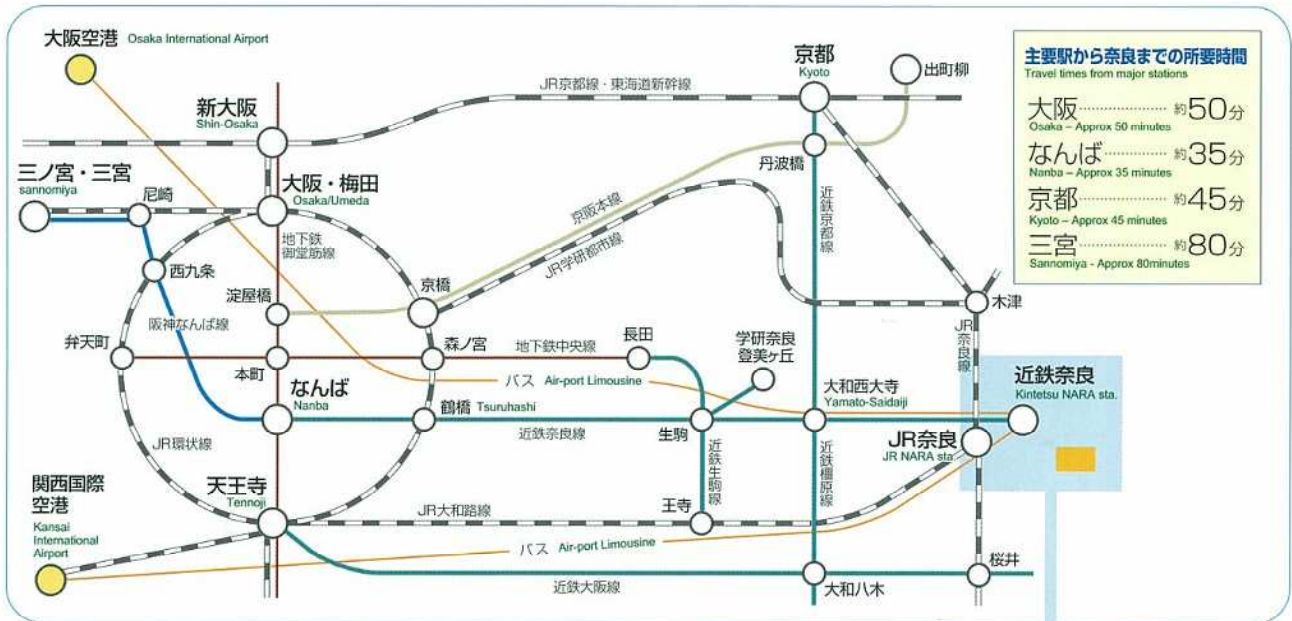 大阪空港 Osaka International Airport
京都
Kyoto
出町柳
JR京都線・東海道新幹線
新大阪
Shin-Osaka
丹波橋
三ノ宮・三宮
sannomiya
尼崎
大阪・梅田
Osaka/Umeda
京阪本線
近鉄京都線
JR学研都市線
地下鉄
御堂筋線
西九条
淀屋橋
京橋
木津
阪神なんば線
JR奈良線
弁天町
本町
森ノ宮
地下鉄中央線
長田
学研奈良
登美ヶ丘
バス Air-port Limousine
大和西大寺
Yamato-Saidaiji
近鉄奈良
Kintetsu NARA sta.
なんば
Nanba
鶴橋 Tsuruhashi
近鉄奈良線
生駒
JR奈良
JR NARA sta.
JR環状線
近鉄生駒線
近鉄橿原線
関西国際
空港
Kansai
International
Airport
天王寺
Tennoji
JR大和路線
王寺
バス Air-port Limousine
近鉄大阪線
大和八木
桜井
主要駅から奈良までの所要時間
Travel times from major stations
大阪………… 約50分
Osaka – Approx 50 minutes
なんば………… 約35分
Nanba – Approx 35 minutes
京都………… 約45分
Kyoto – Approx 45 minutes
三宮………… 約80分
Sannomiya - Approx 80minutes